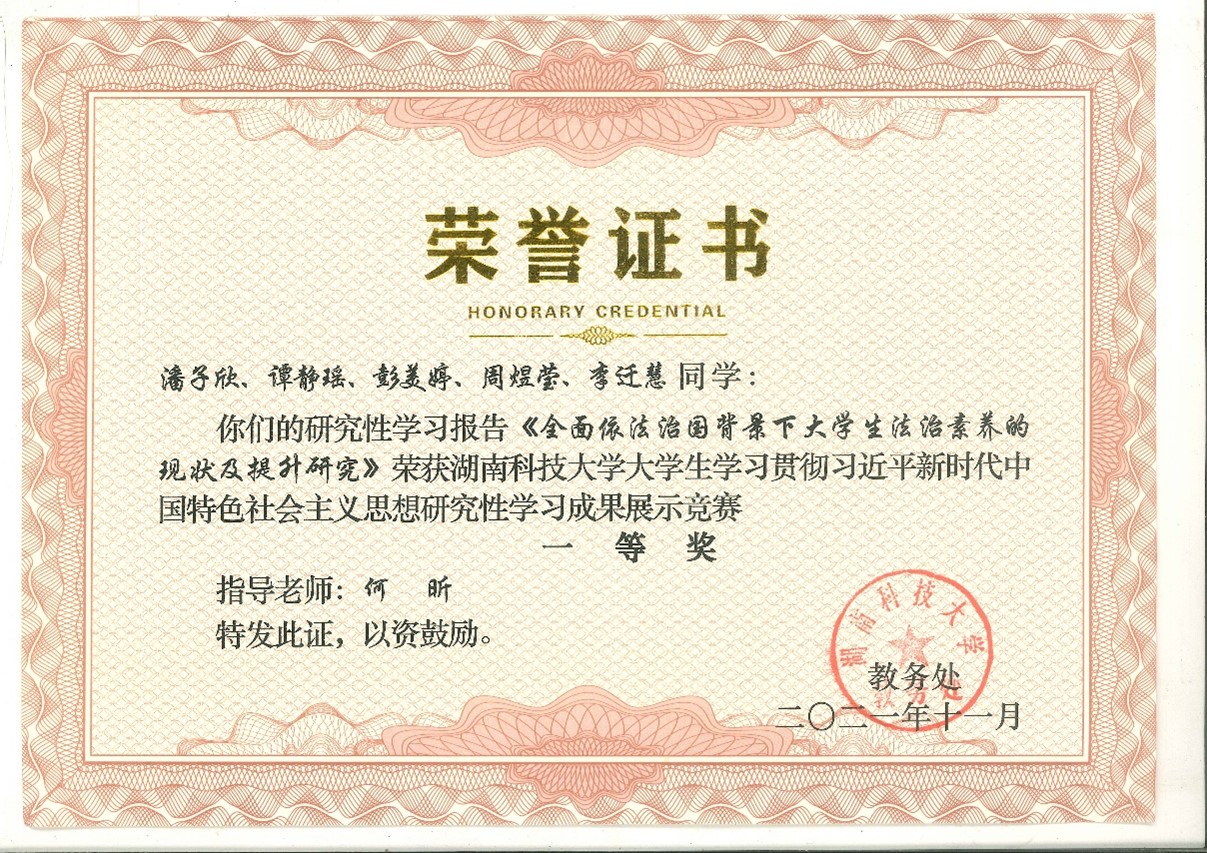 荣誉证书
HONORARY CREDENTIAL
潘子欣、谭静瑶、彭美婷、周煜莹、李迁慧同学：
你们的研究性学习报告《全面依法治国背景下大学生法治素养的
现状及提升研究》荣获湖南科技大学大学生学习贯彻习近平新时代中
国特色社会主义思想研究性学习成果展示竞赛
一等奖
指导老师：何昕
特发此证，以资鼓励。
湖南科技大学
教务处
教务处
二〇二一年十一月